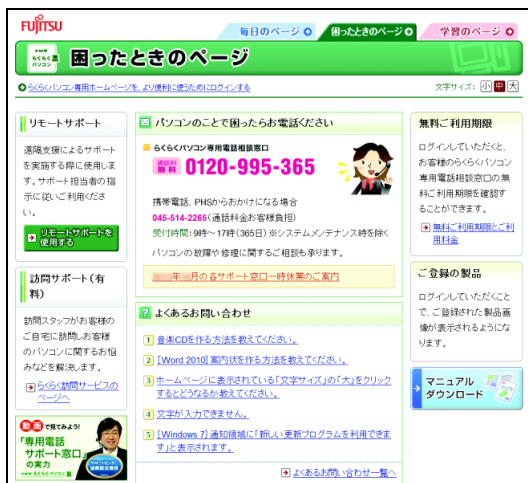 FUJITSU
毎日のページ
困ったときのページ
学習のページ
FMV
らくらく
パソコン
困ったときのページ
らくらくパソコン専用ホームページを、より便利に使うためにログインする
文字サイズ: 小 中 大
リモートサポート
遠隔支援によるサポート
を実施する際に使用しま
す。サポート担当者の指
示に従いご利用くださ
い。
リモートサポートを
使用する
訪問サポート(有
料)
訪問スタッフがお客様の
ご自宅に訪問しお客様
のパソコンに関するお悩
みなどを解決します。
らくらく訪問サービスの
ページへ
動画で見てみよう!
「専用電話
サポート窓口」
の実力
パソコンのことで困ったらお電話ください
らくらくパソコン専用電話相談窓口
通話料
無料
0120-995-365
携帯電話、PHSからおかけになる場合
045-514-2265(通話料お客様負担)
受付時間:9時～17時(365日)※システムメンテナンス時を除く
パソコンの故障や修理に関するご相談も承ります。
年 月の各サポート窓口一時休業のご案内
よくあるお問い合わせ
1 音楽CDを作る方法を教えてください。
2 [Word 2010]案内状を作る方法を教えてください。
3 ホームページに表示されている「文字サイズ」の「大」をクリック
するとどうなるか教えてください。
4 文字が入力できません。
5 [Windows 7]通知領域に「新しい更新プログラムを利用できま
す」と表示されます。
よくあるお問い合わせ一覧へ
無料ご利用期限
ログインしていただくと、
お客様のらくらくパソコン
専用電話相談窓口の無
料ご利用期限を確認す
ることができます。
無料ご利用期限とご利
用料金
ご登録の製品
ログインしていただくこと
で、ご登録された製品画
像が表示されるようにな
ります。
マニュアル
ダウンロード